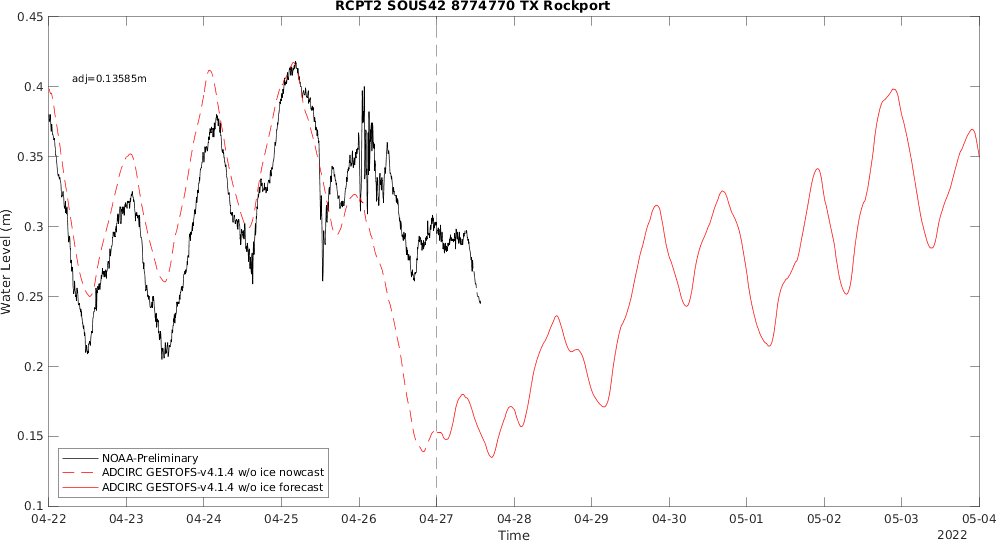 RCPT2 SOUS42 8774770 TX Rockport
0.45
adj=0.13585m
0.4
0.35
0.3
0.25
0.2
0.15
0.1
Water Level (m)
NOAA-Preliminary
ADCIRC GESTOFS-v4.1.4 w/o ice nowcast
ADCIRC GESTOFS-v4.1.4 w/o ice forecast
04-22 04-23 04-24 04-25 04-26 04-27 04-28 04-29 04-30 05-01 05-02 05-03 05-04
Time
2022